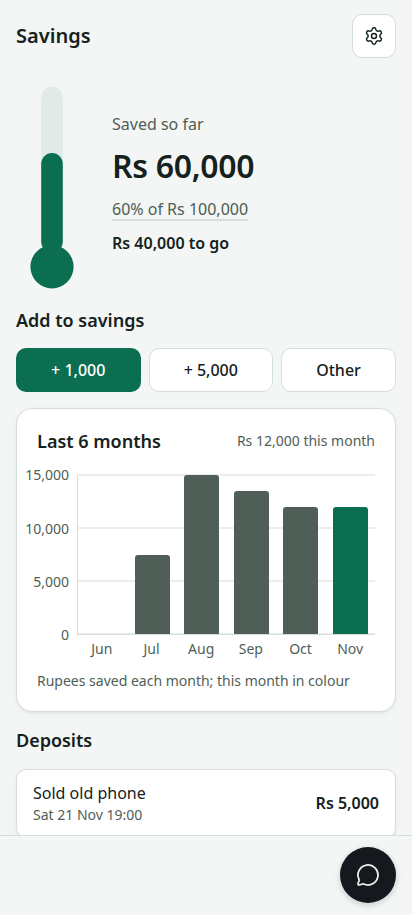 Savings
Saved so far
Rs 60,000
60% of Rs 100,000
Rs 40,000 to go
Add to savings
+ 1,000
+ 5,000
Other
Last 6 months
Rs 12,000 this month
15,000
10,000
5,000
0
Jun Jul Aug Sep Oct Nov
Rupees saved each month; this month in colour
Deposits
Sold old phone
Rs 5,000
Sat 21 Nov 19:00